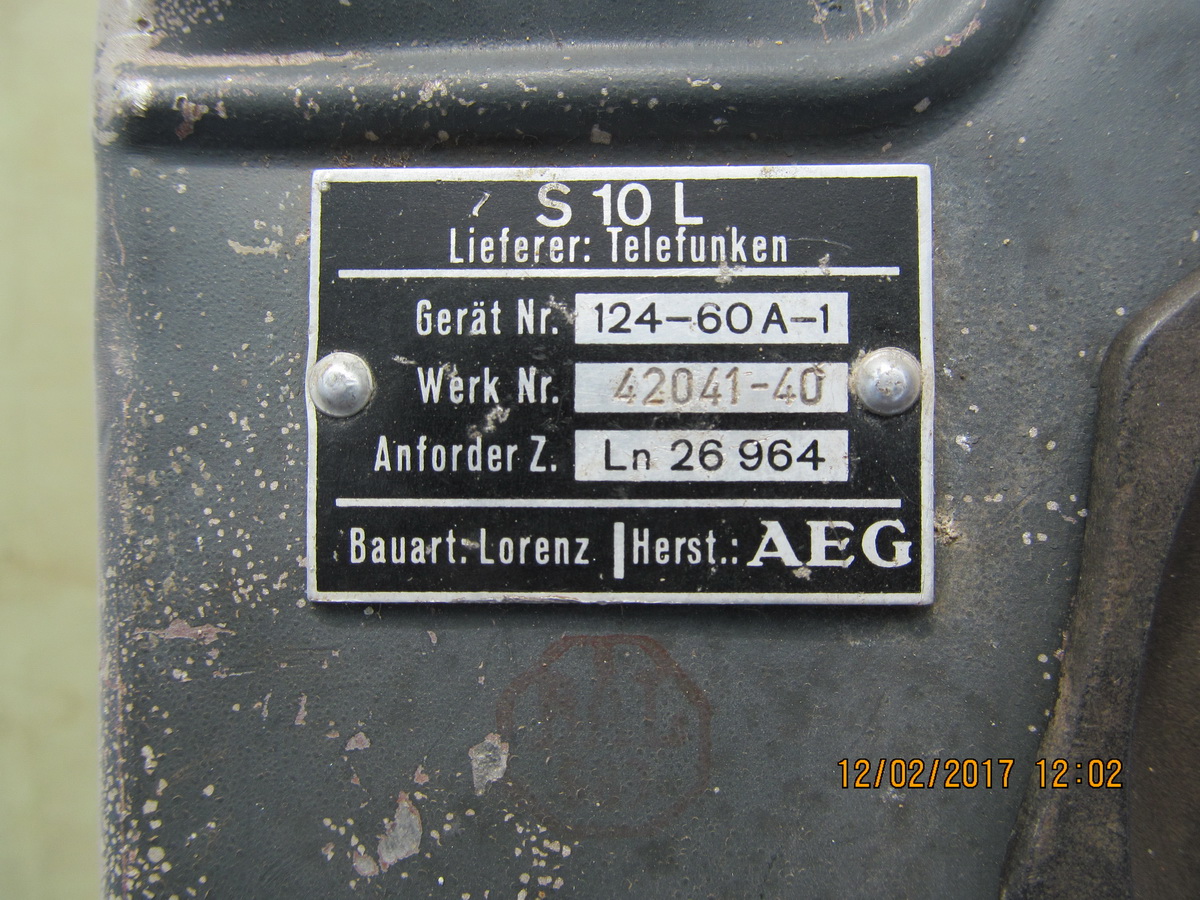 S 10 L
Lieferer: Telefunken
Gerät Nr. 124-60A-1
Werk Nr. 42041-40
Anforder Z. Ln 26 964
Bauart: Lorenz | Herst.: AEG
12/02/2017 12:02